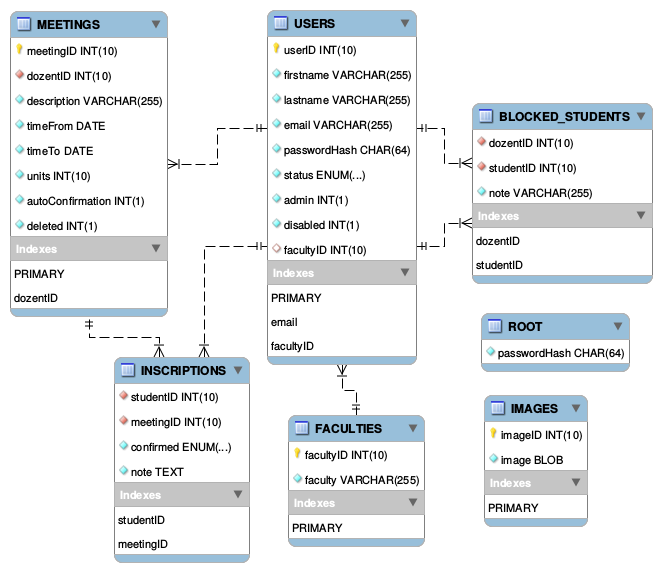 MEETINGS
meetingID INT(10)
dozentID INT(10)
description VARCHAR(255)
timeFrom DATE
timeTo DATE
units INT(10)
autoConfirmation INT(1)
deleted INT(1)
Indexes
PRIMARY
dozentID
USERS
userID INT(10)
firstname VARCHAR(255)
lastname VARCHAR(255)
email VARCHAR(255)
passwordHash CHAR(64)
status ENUM(...)
admin INT(1)
disabled INT(1)
facultyID INT(10)
Indexes
PRIMARY
email
facultyID
BLOCKED_STUDENTS
dozentID INT(10)
studentID INT(10)
note VARCHAR(255)
Indexes
dozentID
studentID
ROOT
passwordHash CHAR(64)
INSCRIPTIONS
studentID INT(10)
meetingID INT(10)
confirmed ENUM(...)
note TEXT
Indexes
studentID
meetingID
FACULTIES
facultyID INT(10)
faculty VARCHAR(255)
Indexes
PRIMARY
IMAGES
imageID INT(10)
image BLOB
Indexes
PRIMARY